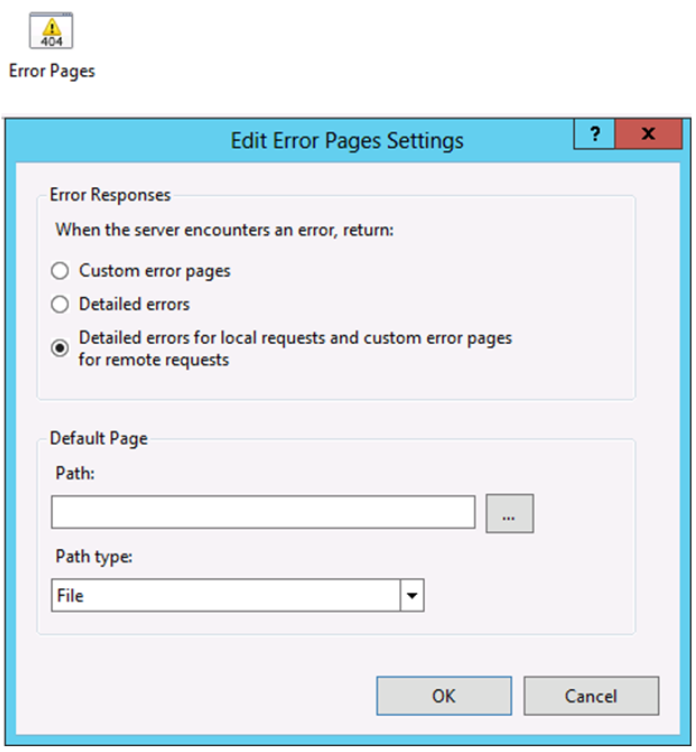 404
Error Pages
Edit Error Pages Settings
?
x
Error Responses
When the server encounters an error, return:
Custom error pages
Detailed errors
Detailed errors for local requests and custom error pages
for remote requests
Default Page
Path:
...
Path type:
File
OK
Cancel